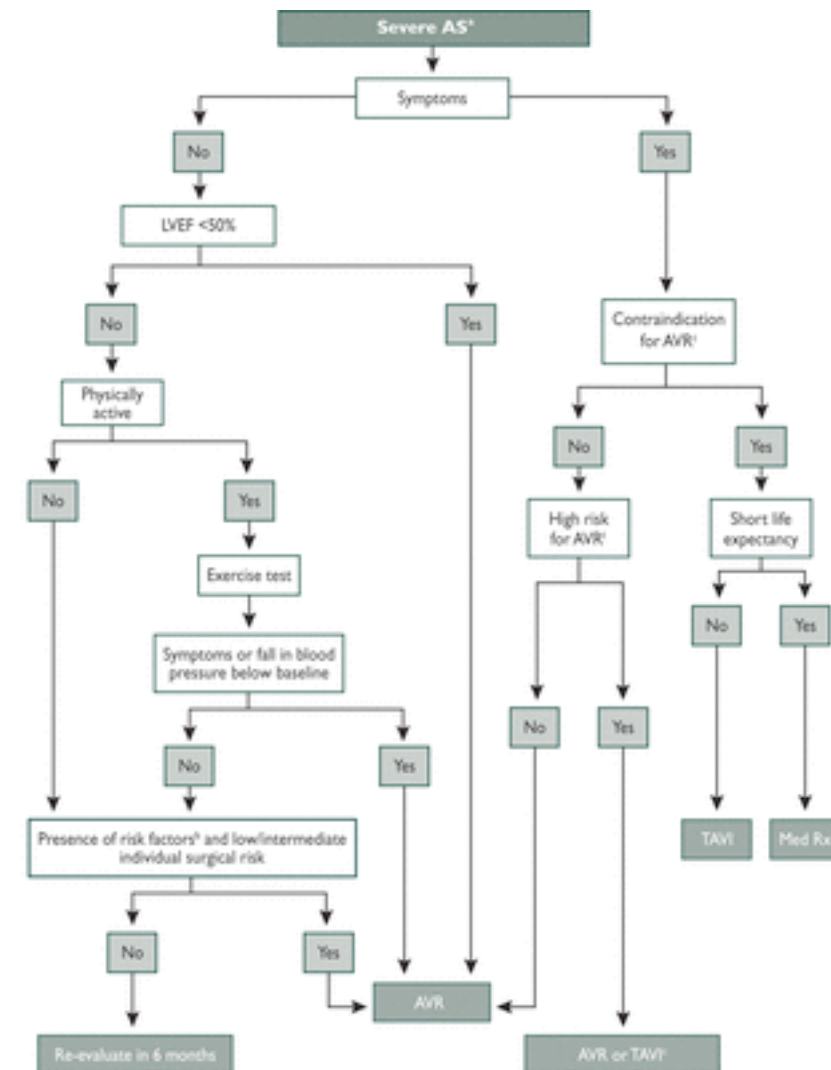 Severe ASª
Symptoms
No
Yes
LVEF <50%
No
Yes
Contraindication
for AVR‡
Physically
active
No
Yes
No
Yes
High risk
for AVR‡
Short life
expectancy
Exercise test
No
Yes
Symptoms or fall in blood
pressure below baseline
No
Yes
No
Yes
Presence of risk factorsᵇ and low/intermediate
individual surgical risk
TAVI
Med Rx
No
Yes
AVR
Re-evaluate in 6 months
AVR or TAVI